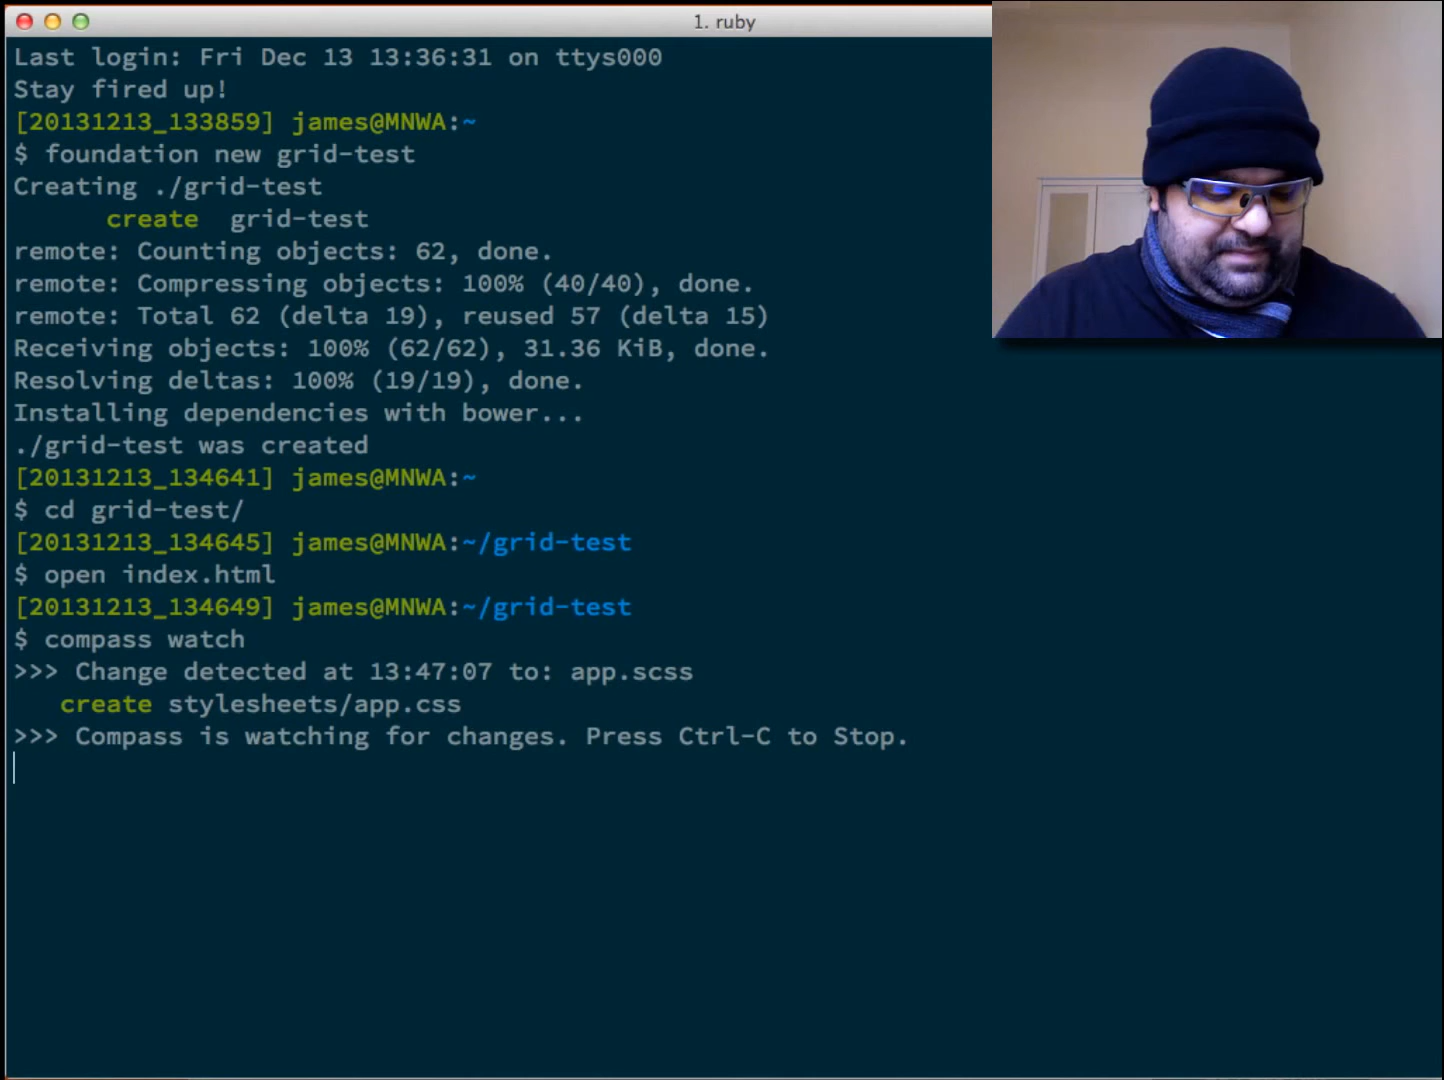 1. ruby
Last login: Fri Dec 13 13:36:31 on ttys000
Stay fired up!
[20131213_133859] james@MNWA:~
$ foundation new grid-test
Creating ./grid-test
create grid-test
remote: Counting objects: 62, done.
remote: Compressing objects: 100% (40/40), done.
remote: Total 62 (delta 19), reused 57 (delta 15)
Receiving objects: 100% (62/62), 31.36 KiB, done.
Resolving deltas: 100% (19/19), done.
Installing dependencies with bower...
./grid-test was created
[20131213_134641] james@MNWA:~
$ cd grid-test/
[20131213_134645] james@MNWA:~/grid-test
$ open index.html
[20131213_134649] james@MNWA:~/grid-test
$ compass watch
>>> Change detected at 13:47:07 to: app.scss
create stylesheets/app.css
>>> Compass is watching for changes. Press Ctrl-C to Stop.